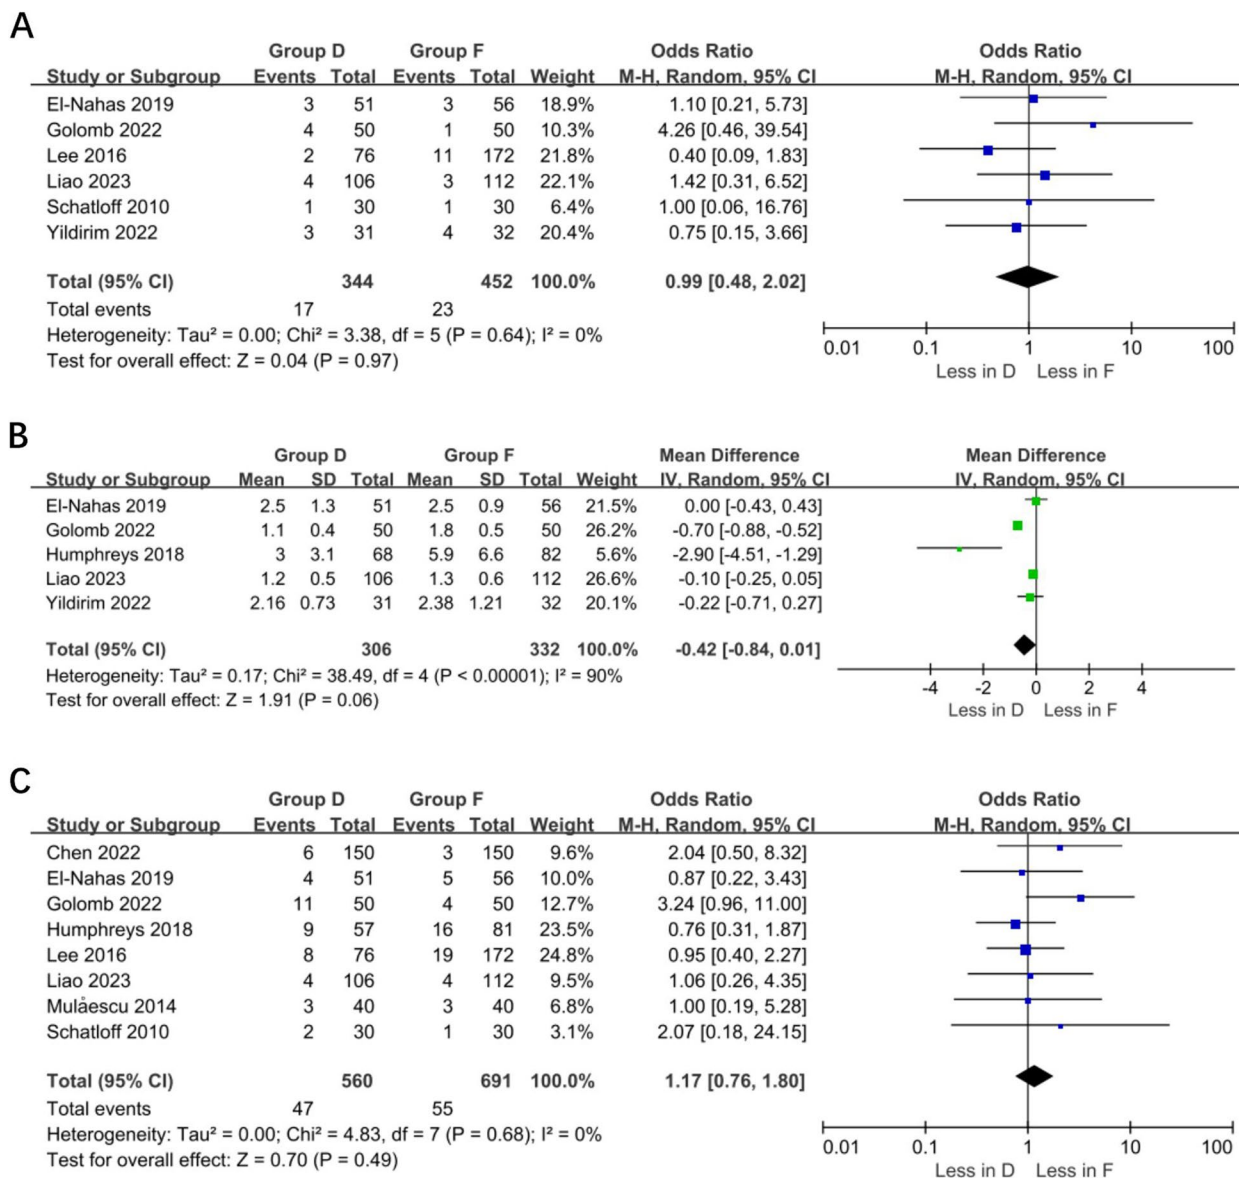 A
Group D Group F Odds Ratio Odds Ratio
Study or Subgroup Events Total Events Total Weight M-H, Random, 95% CI M-H, Random, 95% CI
El-Nahas 2019 3 51 3 56 18.9% 1.10 [0.21, 5.73]
Golomb 2022 4 50 1 50 10.3% 4.26 [0.46, 39.54]
Lee 2016 2 76 11 172 21.8% 0.40 [0.09, 1.83]
Liao 2023 4 106 3 112 22.1% 1.42 [0.31, 6.52]
Schatloff 2010 1 30 1 30 6.4% 1.00 [0.06, 16.76]
Yildirim 2022 3 31 4 32 20.4% 0.75 [0.15, 3.66]
Total (95% CI) 344 452 100.0% 0.99 [0.48, 2.02]
Total events 17 23
Heterogeneity: Tau² = 0.00; Chi² = 3.38, df = 5 (P = 0.64); I² = 0%
Test for overall effect: Z = 0.04 (P = 0.97)
0.01 0.1 1 10 100
Less in D Less in F
B
Group D Group F Mean Difference Mean Difference
Study or Subgroup Mean SD Total Mean SD Total Weight IV, Random, 95% CI IV, Random, 95% CI
El-Nahas 2019 2.5 1.3 51 2.5 0.9 56 21.5% 0.00 [-0.43, 0.43]
Golomb 2022 1.1 0.4 50 1.8 0.5 50 26.2% -0.70 [-0.88, -0.52]
Humphreys 2018 3 3.1 68 5.9 6.6 82 5.6% -2.90 [-4.51, -1.29]
Liao 2023 1.2 0.5 106 1.3 0.6 112 26.6% -0.10 [-0.25, 0.05]
Yildirim 2022 2.16 0.73 31 2.38 1.21 32 20.1% -0.22 [-0.71, 0.27]
Total (95% CI) 306 332 100.0% -0.42 [-0.84, 0.01]
Heterogeneity: Tau² = 0.17; Chi² = 38.49, df = 4 (P < 0.00001); I² = 90%
Test for overall effect: Z = 1.91 (P = 0.06)
-4 -2 0 2 4
Less in D Less in F
C
Group D Group F Odds Ratio Odds Ratio
Study or Subgroup Events Total Events Total Weight M-H, Random, 95% CI M-H, Random, 95% CI
Chen 2022 6 150 3 150 9.6% 2.04 [0.50, 8.32]
El-Nahas 2019 4 51 5 56 10.0% 0.87 [0.22, 3.43]
Golomb 2022 11 50 4 50 12.7% 3.24 [0.96, 11.00]
Humphreys 2018 9 57 16 81 23.5% 0.76 [0.31, 1.87]
Lee 2016 8 76 19 172 24.8% 0.95 [0.40, 2.27]
Liao 2023 4 106 4 112 9.5% 1.06 [0.26, 4.35]
Mulåescu 2014 3 40 3 40 6.8% 1.00 [0.19, 5.28]
Schatloff 2010 2 30 1 30 3.1% 2.07 [0.18, 24.15]
Total (95% CI) 560 691 100.0% 1.17 [0.76, 1.80]
Total events 47 55
Heterogeneity: Tau² = 0.00; Chi² = 4.83, df = 7 (P = 0.68); I² = 0%
Test for overall effect: Z = 0.70 (P = 0.49)
0.01 0.1 1 10 100
Less in D Less in F